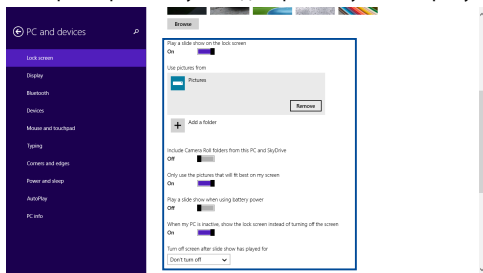 PC and devices
Lock screen
Display
Bluetooth
Devices
Mouse and touchpad
Typing
Corners and edges
Power and sleep
AutoPlay
PC info
Browse
Play a slide show on the lock screen
On
Use pictures from
Pictures
Remove
Add a folder
Include Camera Roll folders from this PC and SkyDrive
Off
Only use the pictures that will fit best on my screen
On
Play a slide show when using battery power
Off
When my PC is inactive, show the lock screen instead of turning off the screen
On
Turn off screen after slide show has played for
Don't turn off